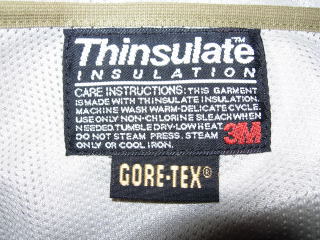 Thinsulate™
INSULATION
CARE INSTRUCTIONS: THIS GARMENT
IS MADE WITH THINSULATE INSULATION.
MACHINE WASH WARM-DELICATE CYCLE.
USE ONLY NON-CHLORINE BLEACH WHEN
NEEDED. TUMBLE DRY-LOW HEAT.
DO NOT STEAM PRESS. STEAM
ONLY OR COOL IRON.
3M
GORE-TEX®